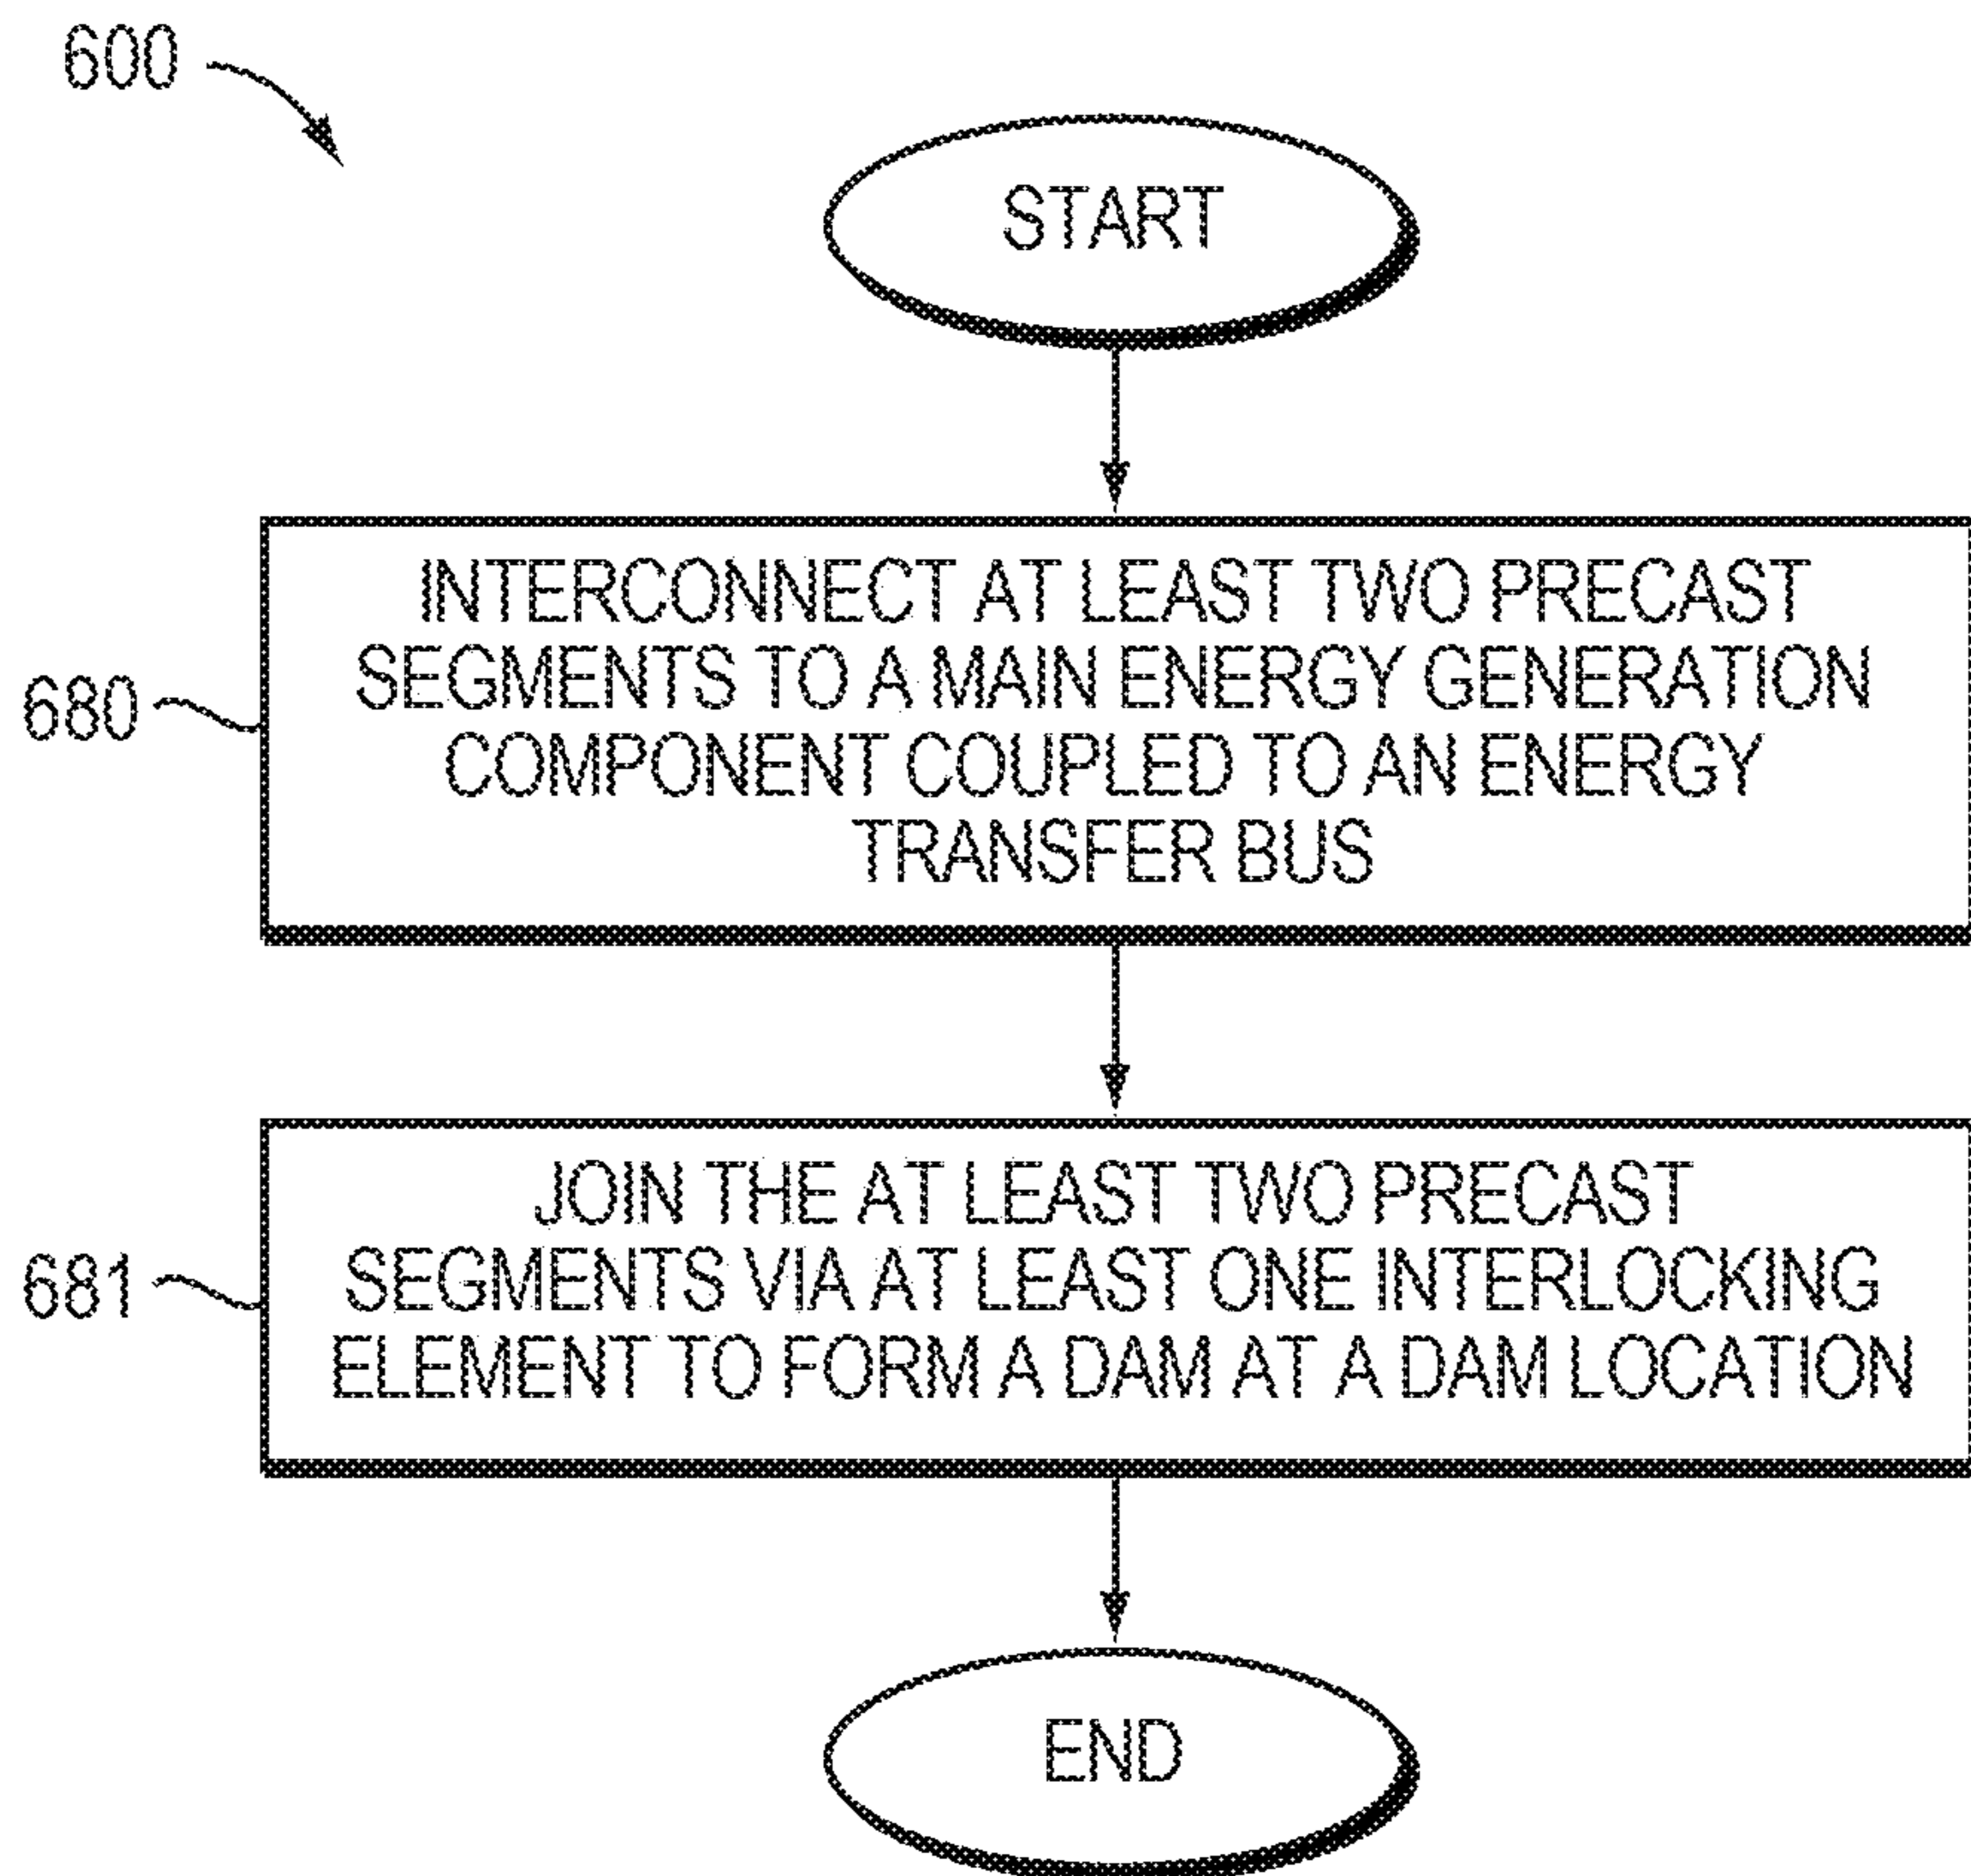 600
START
680
INTERCONNECT AT LEAST TWO PRECAST
SEGMENTS TO A MAIN ENERGY GENERATION
COMPONENT COUPLED TO AN ENERGY
TRANSFER BUS
681
JOIN THE AT LEAST TWO PRECAST
SEGMENTS VIA AT LEAST ONE INTERLOCKING
ELEMENT TO FORM A DAM AT A DAM LOCATION
END